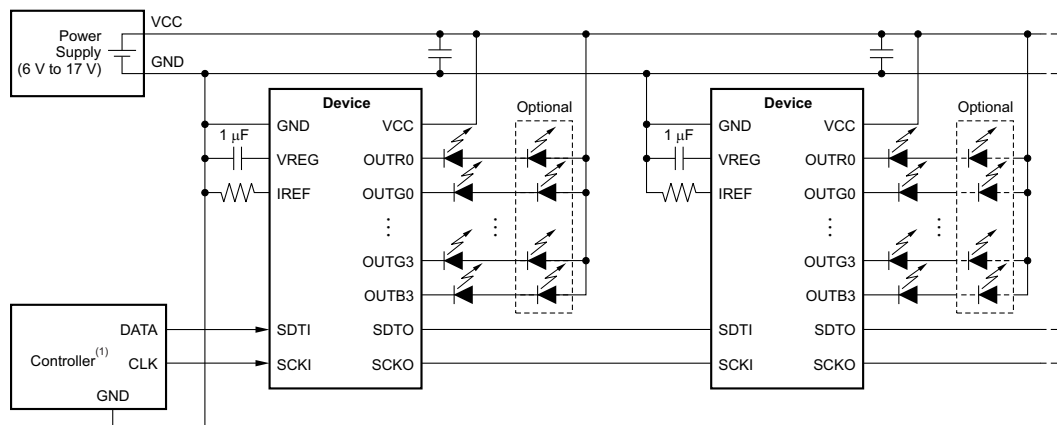 VCC
Power
Supply
(6 V to 17 V)
GND
Device
GND
VCC
1 µF
VREG
OUTR0
IREF
OUTG0
OUTG3
OUTB3
SDTI
SDTO
SCKI
SCKO
Optional
Device
GND
VCC
1 µF
VREG
OUTR0
IREF
OUTG0
OUTG3
OUTB3
SDTI
SDTO
SCKI
SCKO
Optional
DATA
Controller(1)
CLK
GND